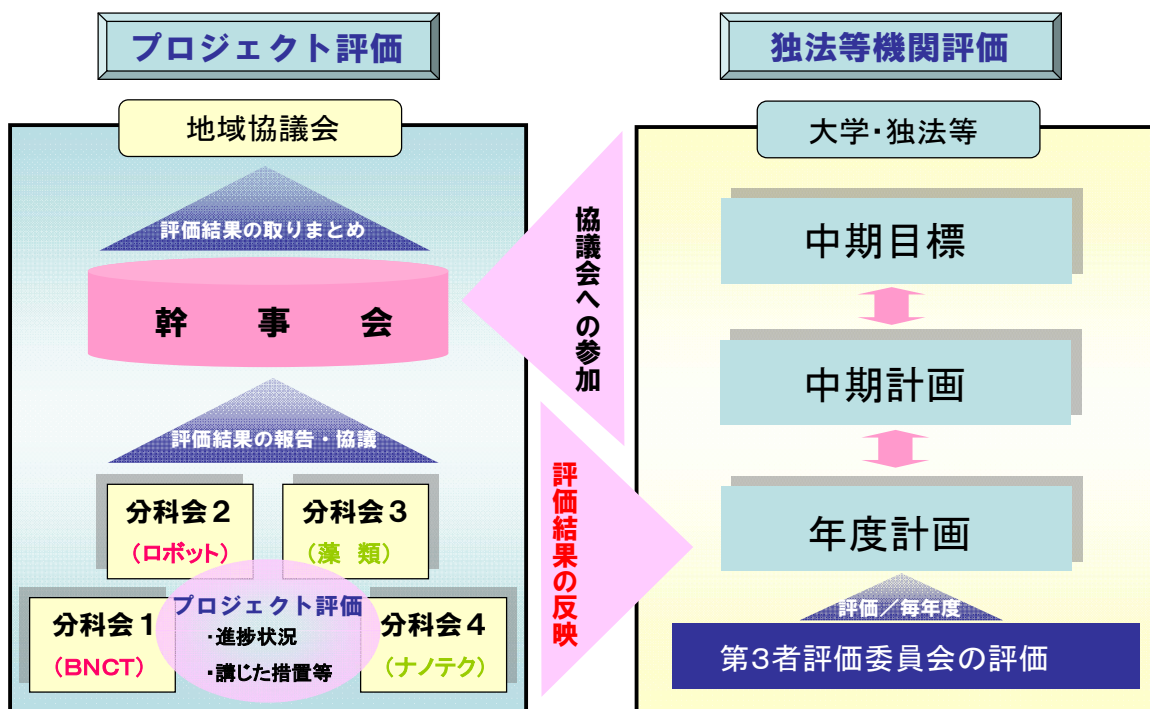 プロジェクト評価
地域協議会
評価結果の取りまとめ
幹 事 会
評価結果の報告・協議
分科会２
（ロボット）
分科会３
（藻 類）
分科会１
（BNCT）
プロジェクト評価
・進捗状況
・講じた措置等
分科会４
（ナノテク）
協議会への参加
評価結果の反映
独法等機関評価
大学・独法等
中期目標
中期計画
年度計画
評価／毎年度
第3者評価委員会の評価